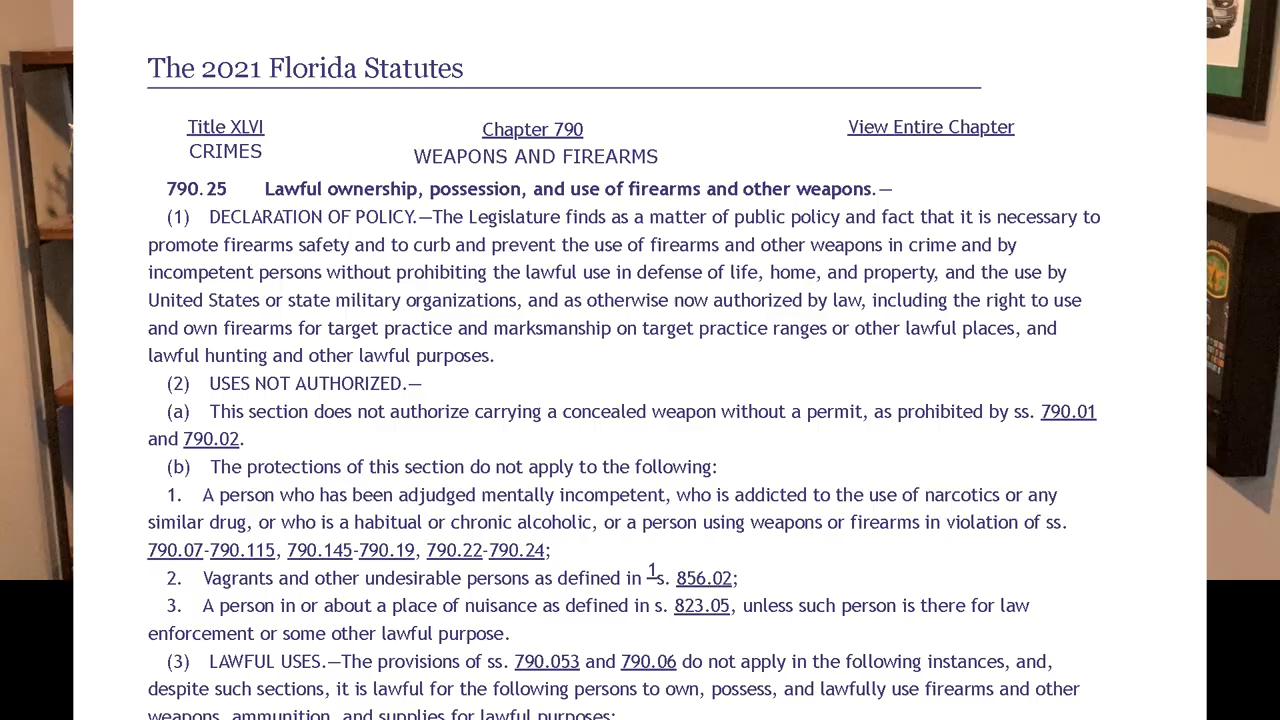 The 2021 Florida Statutes
Title XLVI Chapter 790 View Entire Chapter
CRIMES WEAPONS AND FIREARMS
790.25 Lawful ownership, possession, and use of firearms and other weapons.—
(1) DECLARATION OF POLICY.—The Legislature finds as a matter of public policy and fact that it is necessary to
promote firearms safety and to curb and prevent the use of firearms and other weapons in crime and by
incompetent persons without prohibiting the lawful use in defense of life, home, and property, and the use by
United States or state military organizations, and as otherwise now authorized by law, including the right to use
and own firearms for target practice and marksmanship on target practice ranges or other lawful places, and
lawful hunting and other lawful purposes.
(2) USES NOT AUTHORIZED.—
(a) This section does not authorize carrying a concealed weapon without a permit, as prohibited by ss. 790.01
and 790.02.
(b) The protections of this section do not apply to the following:
1. A person who has been adjudged mentally incompetent, who is addicted to the use of narcotics or any
similar drug, or who is a habitual or chronic alcoholic, or a person using weapons or firearms in violation of ss.
790.07-790.115, 790.145-790.19, 790.22-790.24;
2. Vagrants and other undesirable persons as defined in 1s. 856.02;
3. A person in or about a place of nuisance as defined in s. 823.05, unless such person is there for law
enforcement or some other lawful purpose.
(3) LAWFUL USES.—The provisions of ss. 790.053 and 790.06 do not apply in the following instances, and,
despite such sections, it is lawful for the following persons to own, possess, and lawfully use firearms and other
weapons, ammunition, and supplies for lawful purposes: